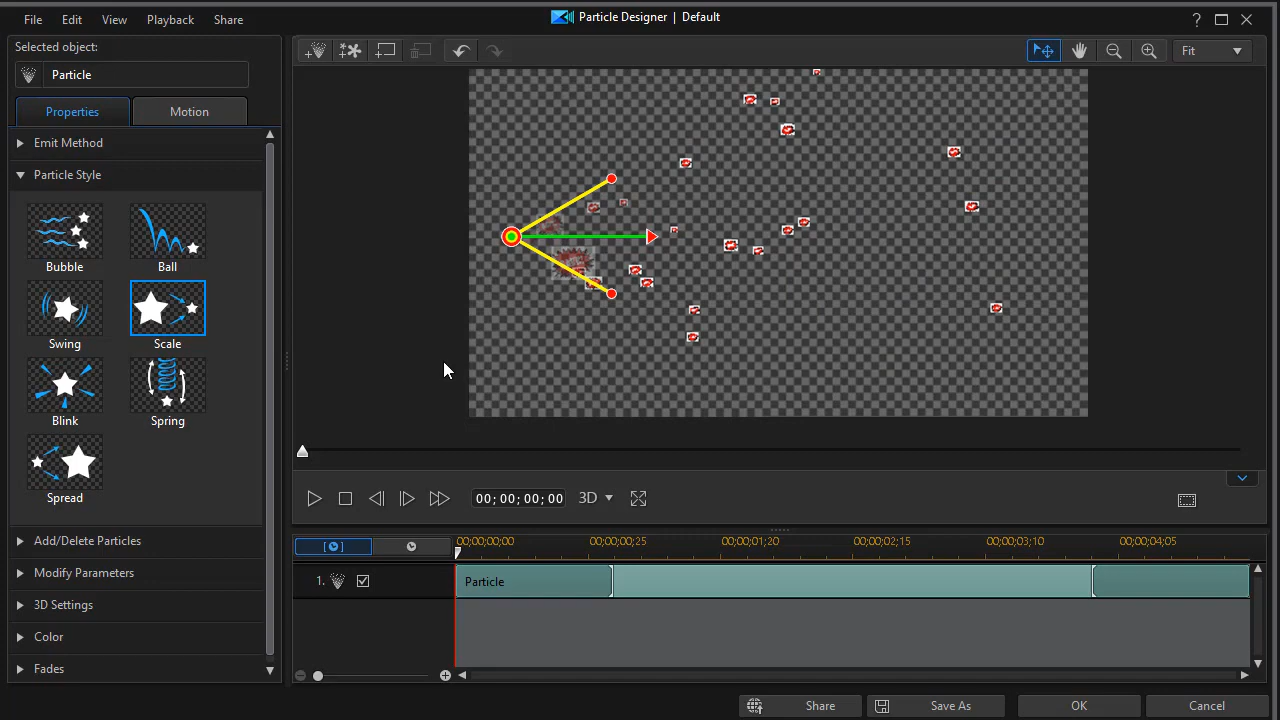 File Edit View Playback Share
Particle Designer | Default
?
Selected object:
Particle
Properties Motion
Emit Method
Particle Style
Bubble Ball
Swing Scale
Blink Spring
Spread
Add/Delete Particles
Modify Parameters
3D Settings
Color
Fades
Fit
00;00;00;00 3D
00;00;00;00 00;00;00;25 00;00;01;20 00;00;02;15 00;00;03;10 00;00;04;05
1. Particle
Share Save As OK Cancel